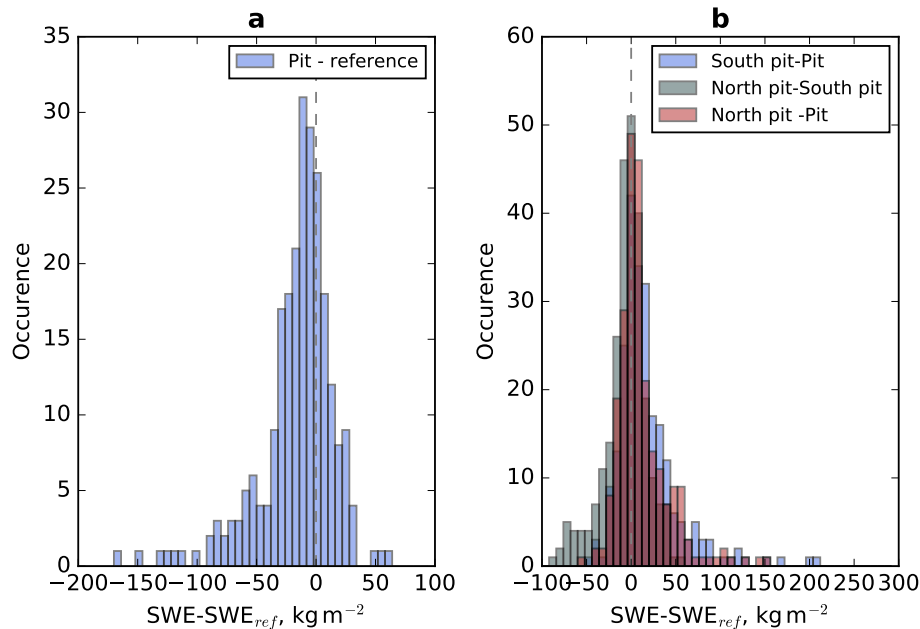 a
Pit - reference
35
30
25
20
15
10
5
0
Occurence
−200 −150 −100 −50 0 50 100
SWE-SWE_ref, kg m⁻²
b
South pit-Pit
North pit-South pit
North pit -Pit
60
50
40
30
20
10
0
Occurence
−100 −50 0 50 100 150 200 250 300
SWE-SWE_ref, kg m⁻²